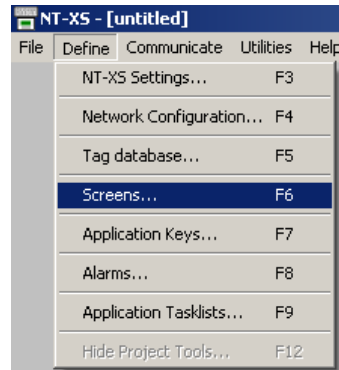 NT-XS - [untitled]
File Define Communicate Utilities Help
NT-XS Settings... F3
Network Configuration... F4
Tag database... F5
Screens... F6
Application Keys... F7
Alarms... F8
Application Tasklists... F9
Hide Project Tools... F12